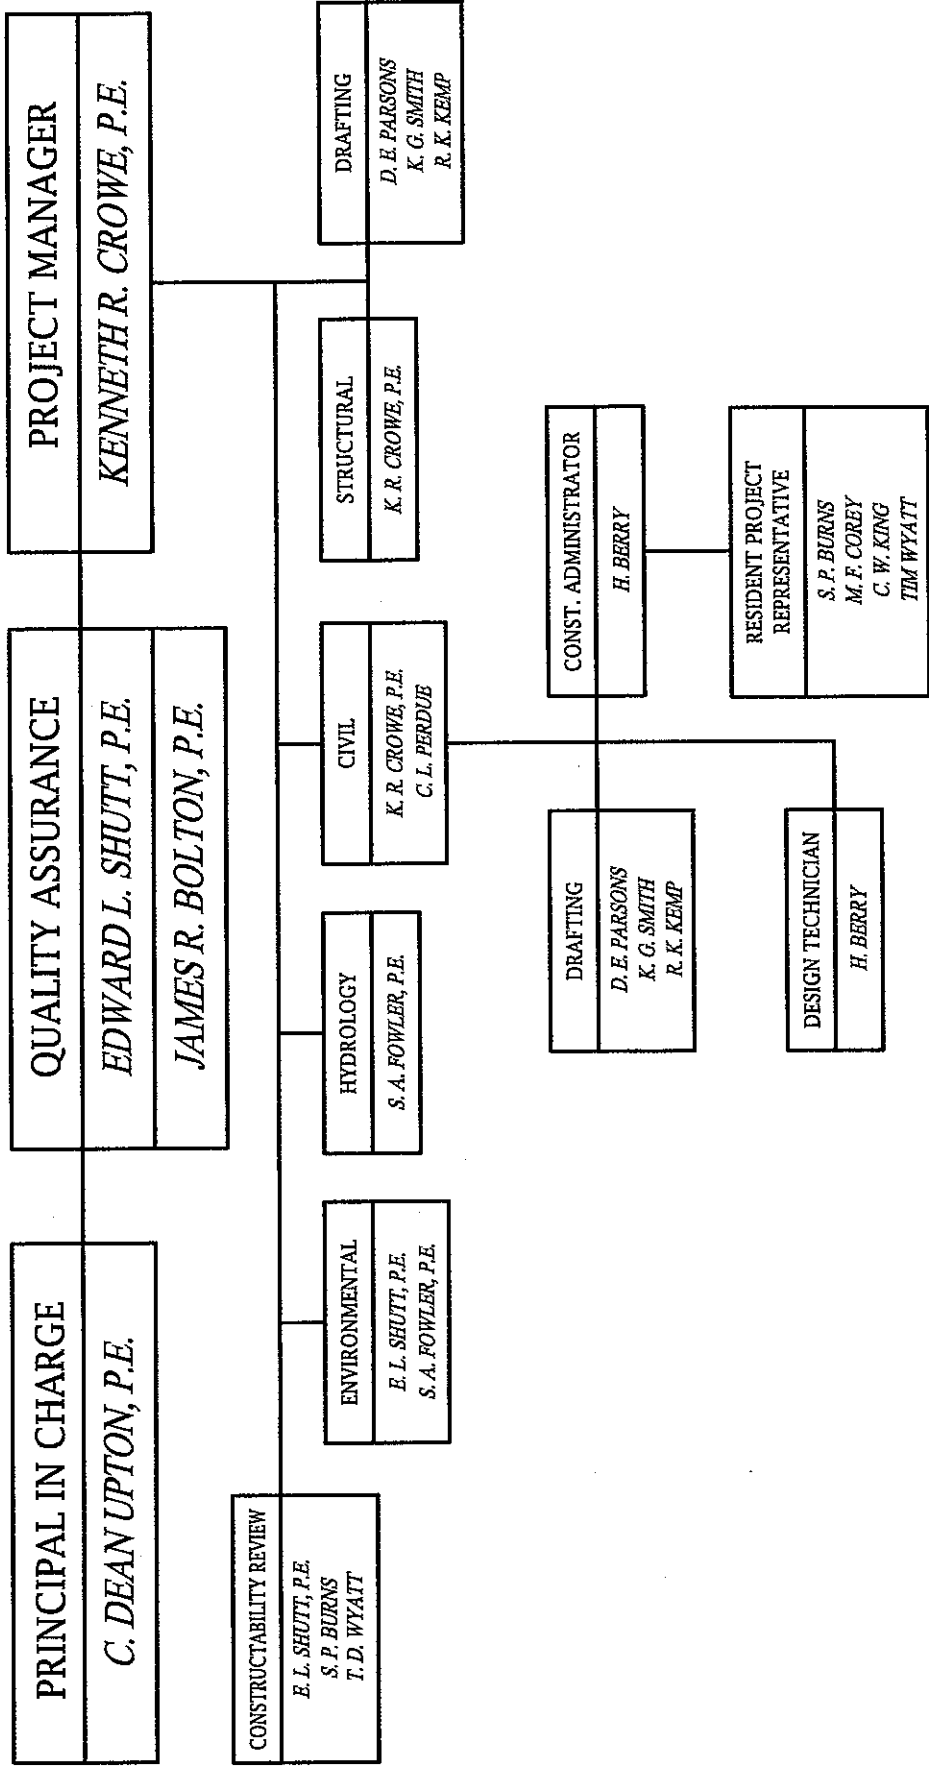 PRINCIPAL IN CHARGE
C. DEAN UPTON, P.E.
QUALITY ASSURANCE
EDWARD L. SHUTT, P.E.
JAMES R. BOLTON, P.E.
PROJECT MANAGER
KENNETH R. CROWE, P.E.
CONSTRUCTABILITY REVIEW
E. L. SHUTT, P.E.
S. P. BURNS
T. D. WYATT
ENVIRONMENTAL
E. L. SHUTT, P.E.
S. A. FOWLER, P.E.
HYDROLOGY
S. A. FOWLER, P.E.
CIVIL
K. R. CROWE, P.E.
C. L. PERDUE
STRUCTURAL
K. R. CROWE, P.E.
DRAFTING
D. E. PARSONS
K. G. SMITH
R. K. KEMP
DRAFTING
D. E. PARSONS
K. G. SMITH
R. K. KEMP
CONST. ADMINISTRATOR
H. BERRY
DESIGN TECHNICIAN
H. BERRY
RESIDENT PROJECT
REPRESENTATIVE
S. P. BURNS
M. F. COREY
C. W. KING
TIM WYATT